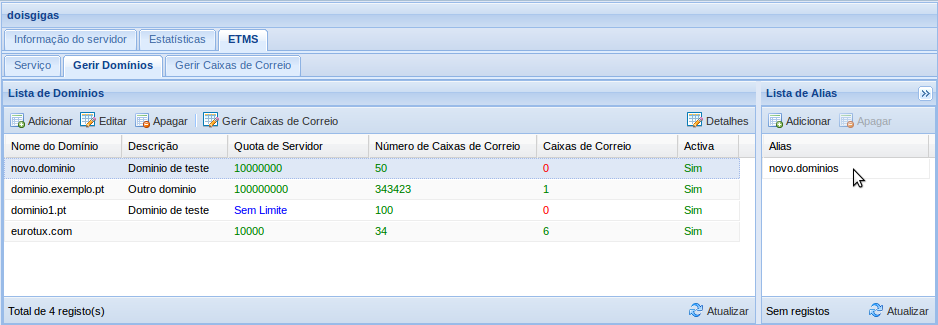 doisgigas
Informação do servidor Estatísticas ETMS
Serviço Gerir Domínios Gerir Caixas de Correio
Lista de Domínios
Adicionar Editar Apagar Gerir Caixas de Correio Detalhes
Nome do Domínio Descrição Quota de Servidor Número de Caixas de Correio Caixas de Correio Activa
novo.dominio Dominio de teste 10000000 50 0 Sim
dominio.exemplo.pt Outro dominio 100000000 343423 1 Sim
dominio1.pt Dominio de teste Sem Limite 100 0 Sim
eurotux.com 10000 34 6 Sim
Total de 4 registo(s) Atualizar
Lista de Alias
Adicionar Apagar
Alias
novo.dominios
Sem registos Atualizar